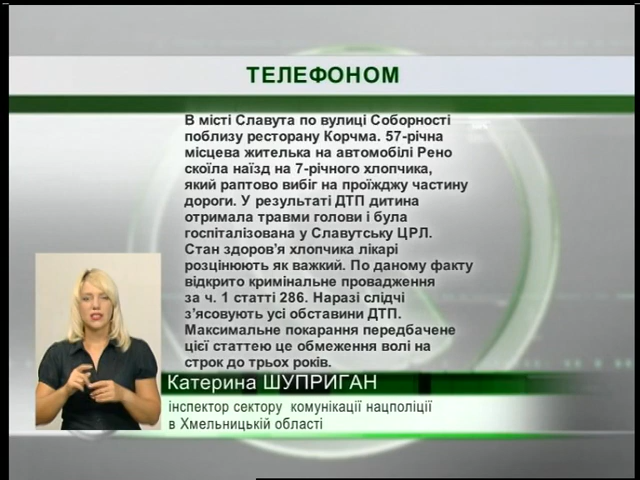 ТЕЛЕФОНОМ
В місті Славута по вулиці Соборності
поблизу ресторану Корчма. 57-річна
місцева жителька на автомобілі Рено
скоїла наїзд на 7-річного хлопчика,
який раптово вибіг на проїжджу частину
дороги. У результаті ДТП дитина
отримала травми голови і була
госпіталізована у Славутську ЦРЛ.
Стан здоров'я хлопчика лікарі
розцінюють як важкий. По даному факту
відкрито кримінальне провадження
за ч. 1 статті 286. Наразі слідчі
з'ясовують усі обставини ДТП.
Максимальне покарання передбачене
цією статтею це обмеження волі на
строк до трьох років.
Катерина ШУПРИГАН
інспектор сектору комунікації нацполіції
в Хмельницькій області